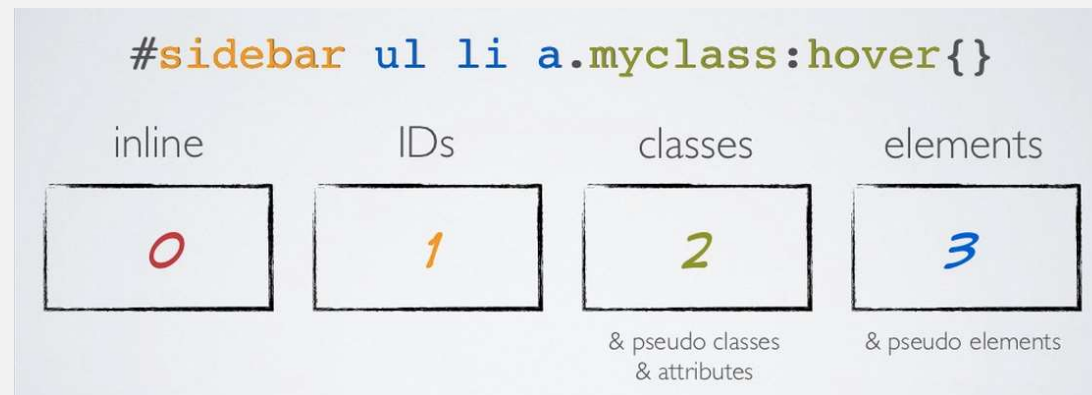 #sidebar ul li a.myclass:hover{}
inline IDs classes elements
0 1 2 3
& pseudo classes & pseudo elements
& attributes